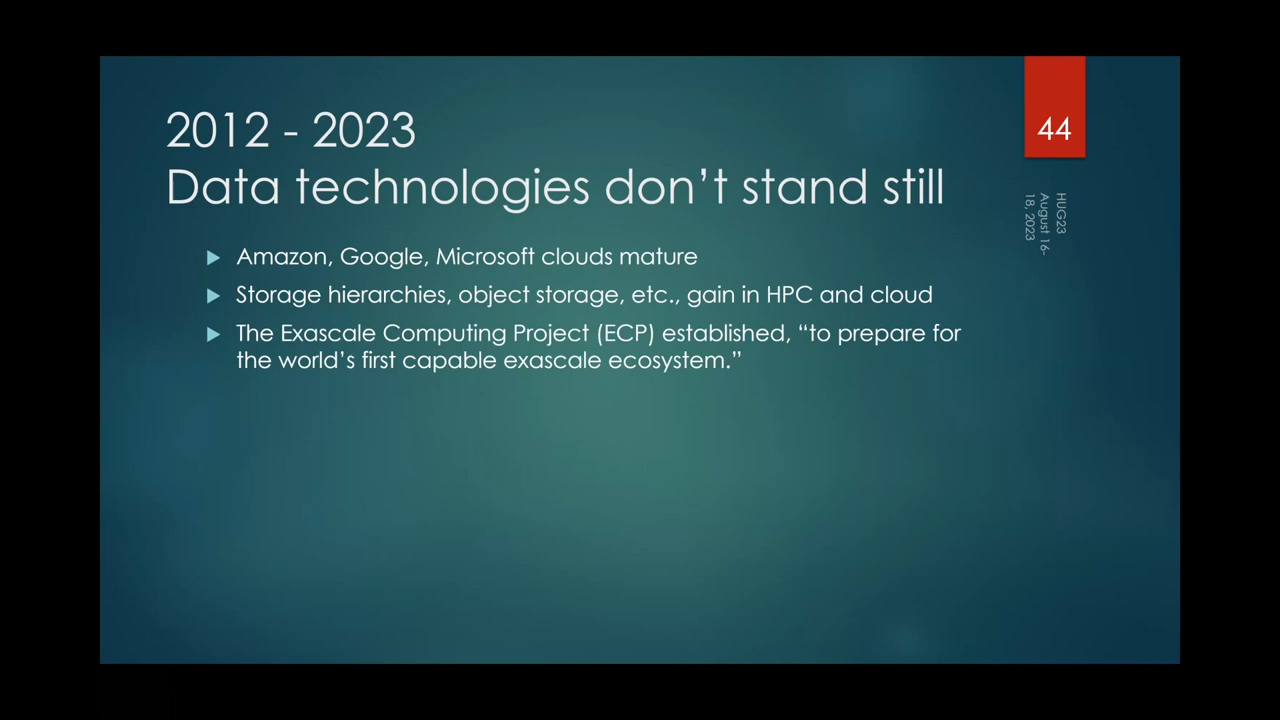 2012 - 2023
Data technologies don’t stand still
Amazon, Google, Microsoft clouds mature
Storage hierarchies, object storage, etc., gain in HPC and cloud
The Exascale Computing Project (ECP) established, “to prepare for
the world’s first capable exascale ecosystem.”
44
HUG23
August 16-
18, 2023